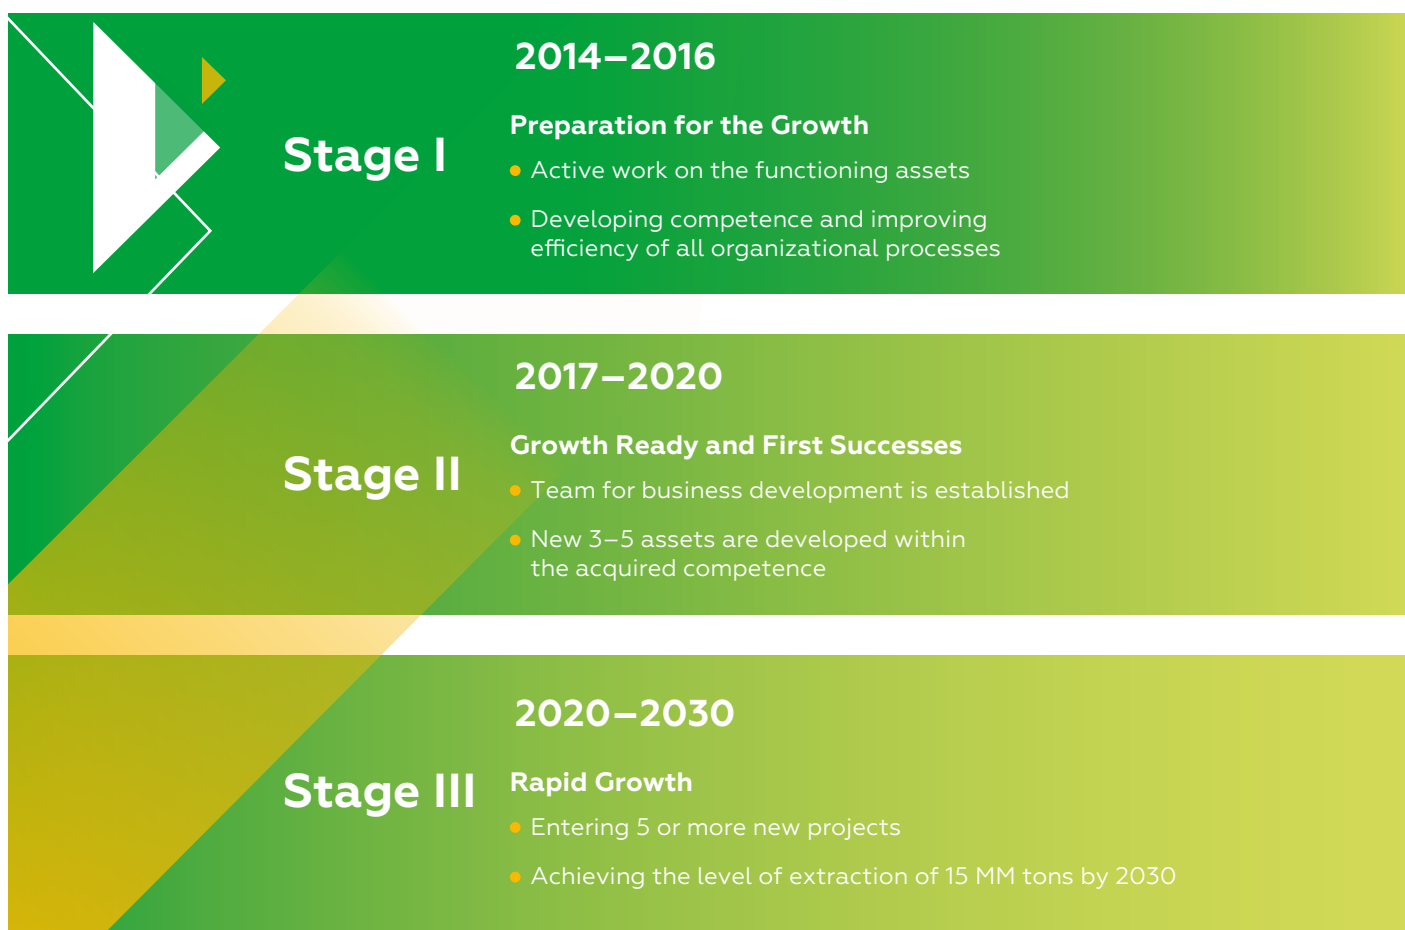 2014–2016
Stage I
Preparation for the Growth
Active work on the functioning assets
Developing competence and improving
efficiency of all organizational processes
2017–2020
Stage II
Growth Ready and First Successes
Team for business development is established
New 3–5 assets are developed within
the acquired competence
2020–2030
Stage III
Rapid Growth
Entering 5 or more new projects
Achieving the level of extraction of 15 MM tons by 2030